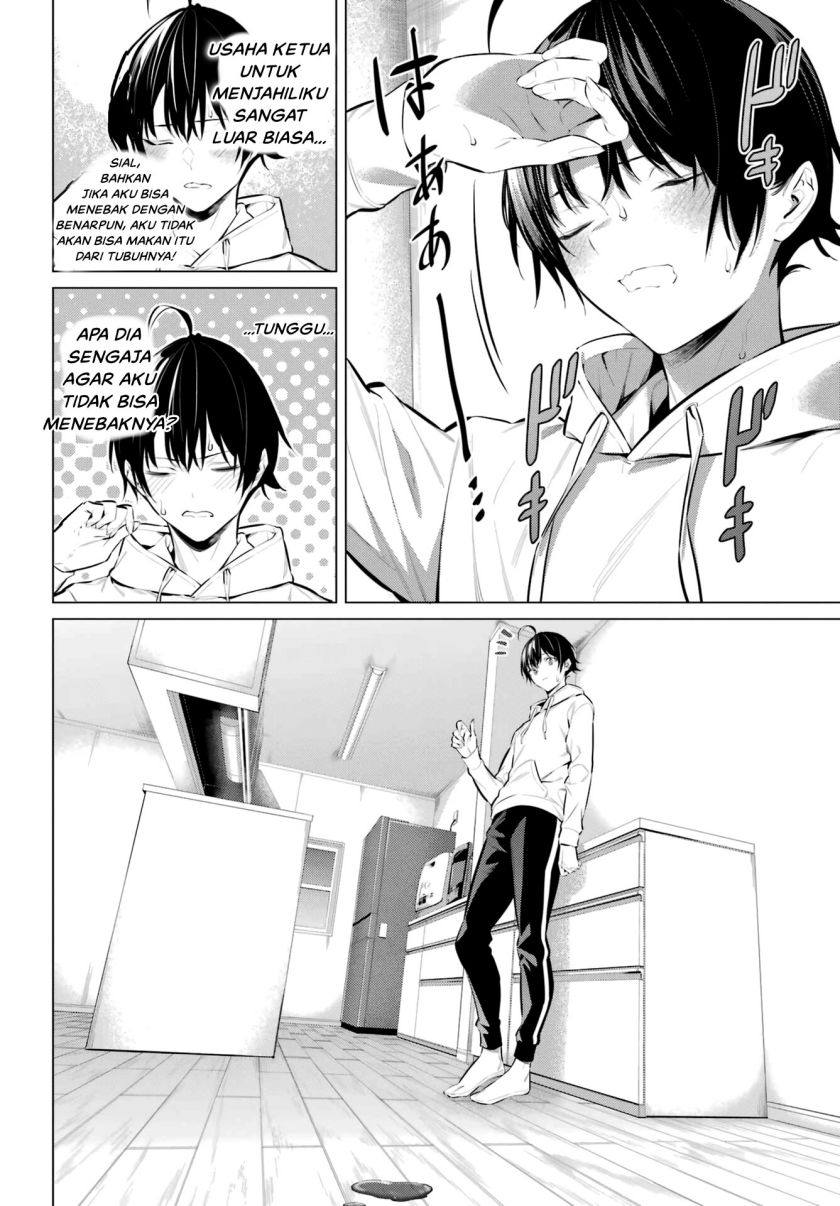 ドキ
はぁぁぁ
ドキ
ドキ
USAHA KETUA
UNTUK
MENJAHILIKU
SANGAT
LUAR BIASA...
SIAL,
BAHKAN
JIKA AKU BISA
MENEBAK DENGAN
BENARPUN, AKU TIDAK
AKAN BISA MAKAN ITU
DARI TUBUHNYA!
...TUNGGU...
APA DIA
SENGAJA
AGAR AKU
TIDAK BISA
MENEBAKNYA?